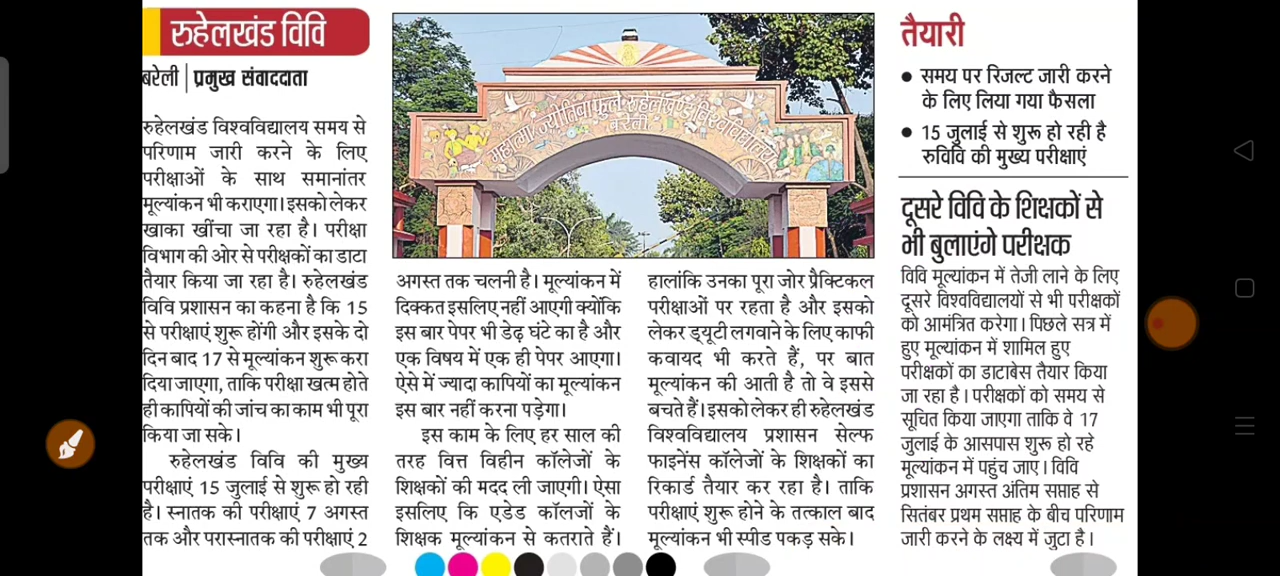 रुहेलखंड विवि
बरेली | प्रमुख संवाददाता
रुहेलखंड विश्वविद्यालय समय से
परिणाम जारी करने के लिए
परीक्षाओं के साथ समानांतर
मूल्यांकन भी कराएगा। इसको लेकर
खाका खींचा जा रहा है। परीक्षा
विभाग की ओर से परीक्षकों का डाटा
तैयार किया जा रहा है। रुहेलखंड
विवि प्रशासन का कहना है कि 15
से परीक्षाएं शुरू होंगी और इसके दो
दिन बाद 17 से मूल्यांकन शुरू करा
दिया जाएगा, ताकि परीक्षा खत्म होते
ही कापियों की जांच का काम भी पूरा
किया जा सके।
रुहेलखंड विवि की मुख्य
परीक्षाएं 15 जुलाई से शुरू हो रही
है। स्नातक की परीक्षाएं 7 अगस्त
तक और परास्नातक की परीक्षाएं 2
महात्मा ज्योतिबा फुले रुहेलखण्ड विश्वविद्यालय
बरेली
अगस्त तक चलनी है। मूल्यांकन में
दिक्कत इसलिए नहीं आएगी क्योंकि
इस बार पेपर भी डेढ़ घंटे का है और
एक विषय में एक ही पेपर आएगा।
ऐसे में ज्यादा कापियों का मूल्यांकन
इस बार नहीं करना पड़ेगा।
इस काम के लिए हर साल की
तरह वित्त विहीन कॉलेजों के
शिक्षकों की मदद ली जाएगी। ऐसा
इसलिए कि एडेड कॉलजों के
शिक्षक मूल्यांकन से कतराते हैं।
हालांकि उनका पूरा जोर प्रैक्टिकल
परीक्षाओं पर रहता है और इसको
लेकर ड्यूटी लगवाने के लिए काफी
कवायद भी करते हैं, पर बात
मूल्यांकन की आती है तो वे इससे
बचते हैं। इसको लेकर ही रुहेलखंड
विश्वविद्यालय प्रशासन सेल्फ
फाइनेंस कॉलेजों के शिक्षकों का
रिकार्ड तैयार कर रहा है। ताकि
परीक्षाएं शुरू होने के तत्काल बाद
मूल्यांकन भी स्पीड पकड़ सके।
तैयारी
● समय पर रिजल्ट जारी करने
के लिए लिया गया फैसला
● 15 जुलाई से शुरू हो रही है
रुविवि की मुख्य परीक्षाएं
दूसरे विवि के शिक्षकों से
भी बुलाएंगे परीक्षक
विवि मूल्यांकन में तेजी लाने के लिए
दूसरे विश्वविद्यालयों से भी परीक्षकों
को आमंत्रित करेगा। पिछले सत्र में
हुए मूल्यांकन में शामिल हुए
परीक्षकों का डाटाबेस तैयार किया
जा रहा है। परीक्षकों को समय से
सूचित किया जाएगा ताकि वे 17
जुलाई के आसपास शुरू हो रहे
मूल्यांकन में पहुंच जाए। विवि
प्रशासन अगस्त अंतिम सप्ताह से
सितंबर प्रथम सप्ताह के बीच परिणाम
जारी करने के लक्ष्य में जुटा है।